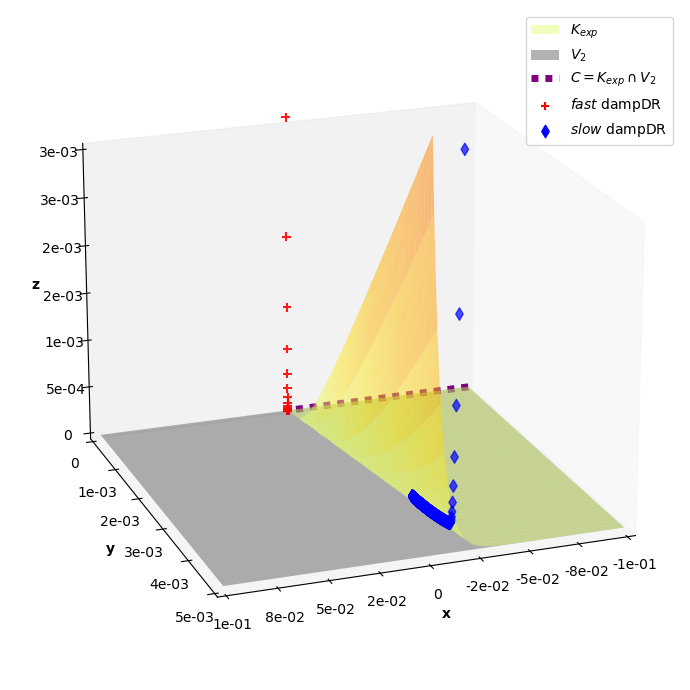 K_exp
V_2
C = K_exp ∩ V_2
fast dampDR
slow dampDR
3e-03
3e-03
2e-03
z
2e-03
1e-03
5e-04
0
0
1e-03
2e-03
y
3e-03
4e-03
5e-03
1e-01
8e-02
5e-02
2e-02
0
-2e-02
-5e-02
-8e-02
-1e-01
x